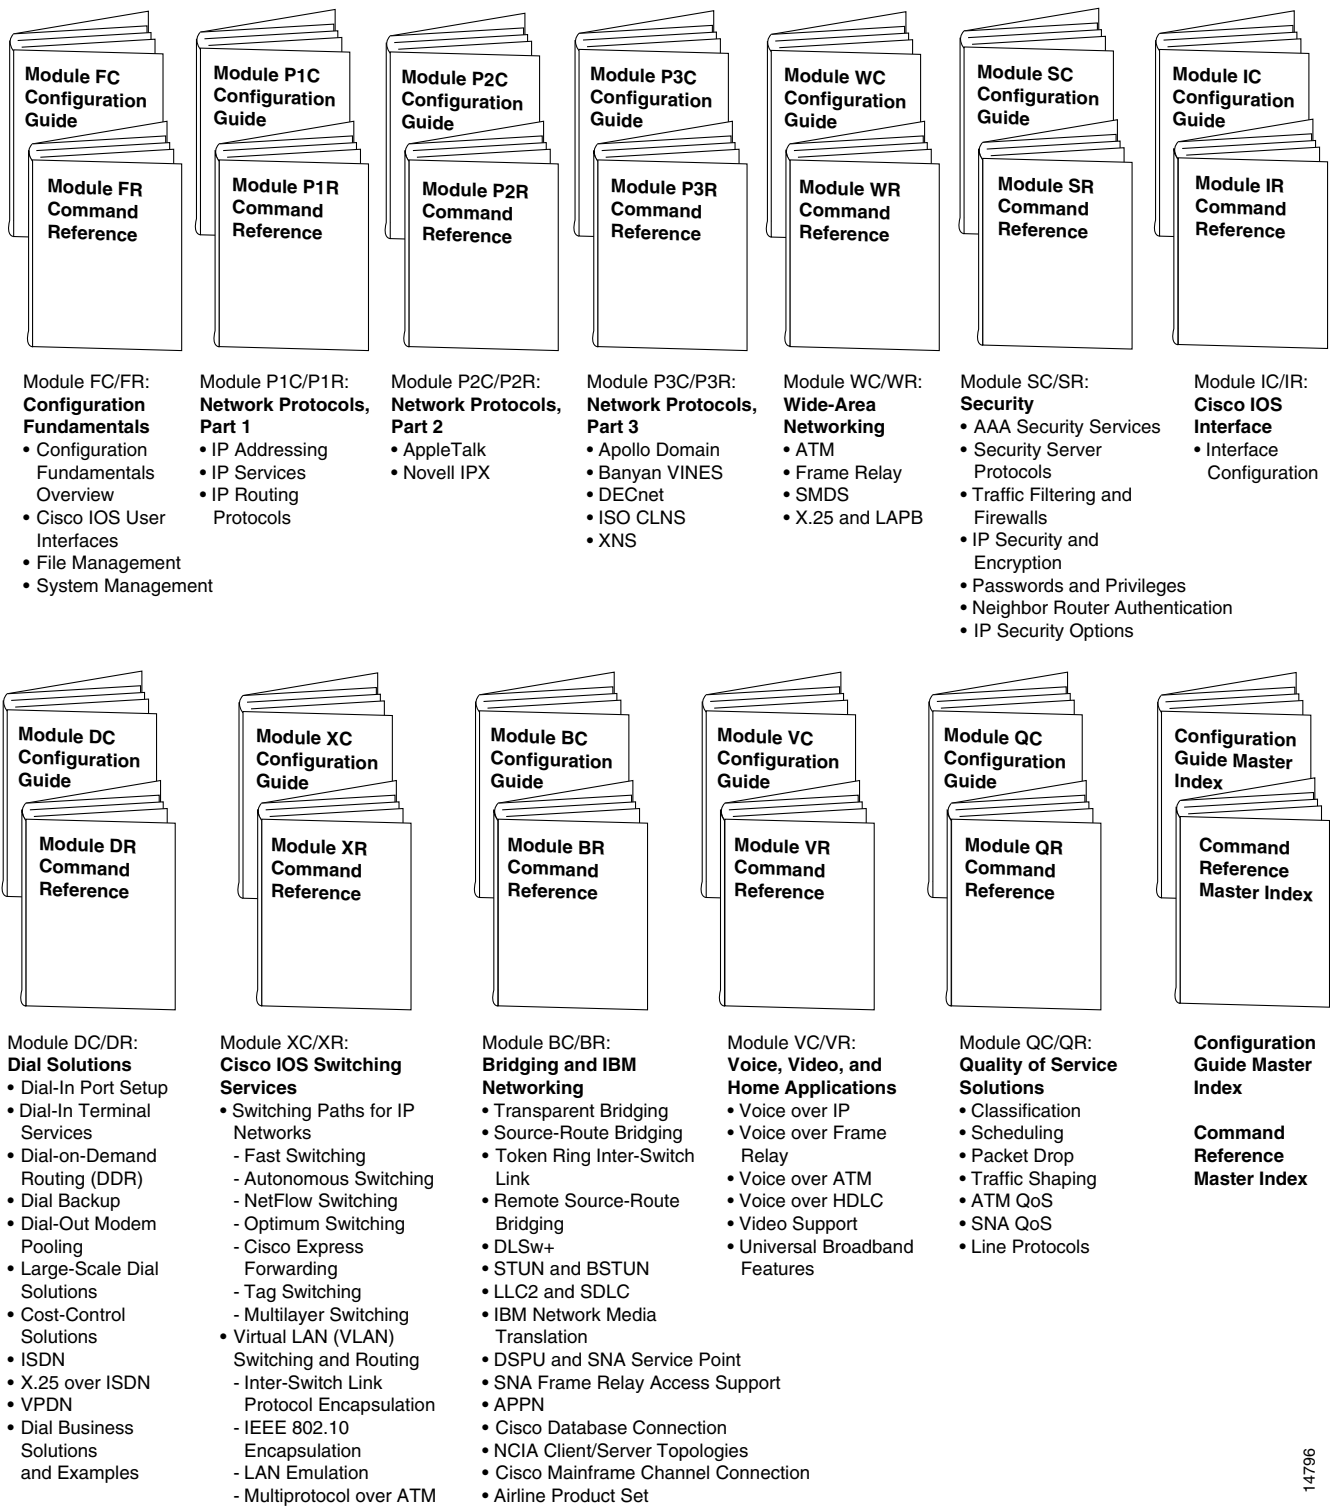 Module FC
Configuration
Guide
Module FR
Command
Reference
Module P1C
Configuration
Guide
Module P1R
Command
Reference
Module P2C
Configuration
Guide
Module P2R
Command
Reference
Module P3C
Configuration
Guide
Module P3R
Command
Reference
Module WC
Configuration
Guide
Module WR
Command
Reference
Module SC
Configuration
Guide
Module SR
Command
Reference
Module IC
Configuration
Guide
Module IR
Command
Reference
Module FC/FR:
Configuration
Fundamentals
• Configuration
Fundamentals
Overview
• Cisco IOS User
Interfaces
• File Management
• System Management
Module P1C/P1R:
Network Protocols,
Part 1
• IP Addressing
• IP Services
• IP Routing
Protocols
Module P2C/P2R:
Network Protocols,
Part 2
• AppleTalk
• Novell IPX
Module P3C/P3R:
Network Protocols,
Part 3
• Apollo Domain
• Banyan VINES
• DECnet
• ISO CLNS
• XNS
Module WC/WR:
Wide-Area
Networking
• ATM
• Frame Relay
• SMDS
• X.25 and LAPB
Module SC/SR:
Security
• AAA Security Services
• Security Server
Protocols
• Traffic Filtering and
Firewalls
• IP Security and
Encryption
• Passwords and Privileges
• Neighbor Router Authentication
• IP Security Options
Module IC/IR:
Cisco IOS
Interface
• Interface
Configuration
Module DC
Configuration
Guide
Module DR
Command
Reference
Module XC
Configuration
Guide
Module XR
Command
Reference
Module BC
Configuration
Guide
Module BR
Command
Reference
Module VC
Configuration
Guide
Module VR
Command
Reference
Module QC
Configuration
Guide
Module QR
Command
Reference
Configuration
Guide Master
Index
Command
Reference
Master Index
Module DC/DR:
Dial Solutions
• Dial-In Port Setup
• Dial-In Terminal
Services
• Dial-on-Demand
Routing (DDR)
• Dial Backup
• Dial-Out Modem
Pooling
• Large-Scale Dial
Solutions
• Cost-Control
Solutions
• ISDN
• X.25 over ISDN
• VPDN
• Dial Business
Solutions
and Examples
Module XC/XR:
Cisco IOS Switching
Services
• Switching Paths for IP
Networks
- Fast Switching
- Autonomous Switching
- NetFlow Switching
- Optimum Switching
- Cisco Express
Forwarding
- Tag Switching
- Multilayer Switching
• Virtual LAN (VLAN)
Switching and Routing
- Inter-Switch Link
Protocol Encapsulation
- IEEE 802.10
Encapsulation
- LAN Emulation
- Multiprotocol over ATM
Module BC/BR:
Bridging and IBM
Networking
• Transparent Bridging
• Source-Route Bridging
• Token Ring Inter-Switch
Link
• Remote Source-Route
Bridging
• DLSw+
• STUN and BSTUN
• LLC2 and SDLC
• IBM Network Media
Translation
• DSPU and SNA Service Point
• SNA Frame Relay Access Support
• APPN
• Cisco Database Connection
• NCIA Client/Server Topologies
• Cisco Mainframe Channel Connection
• Airline Product Set
Module VC/VR:
Voice, Video, and
Home Applications
• Voice over IP
• Voice over Frame
Relay
• Voice over ATM
• Voice over HDLC
• Video Support
• Universal Broadband
Features
Module QC/QR:
Quality of Service
Solutions
• Classification
• Scheduling
• Packet Drop
• Traffic Shaping
• ATM QoS
• SNA QoS
• Line Protocols
Configuration
Guide Master
Index
Command
Reference
Master Index
14796